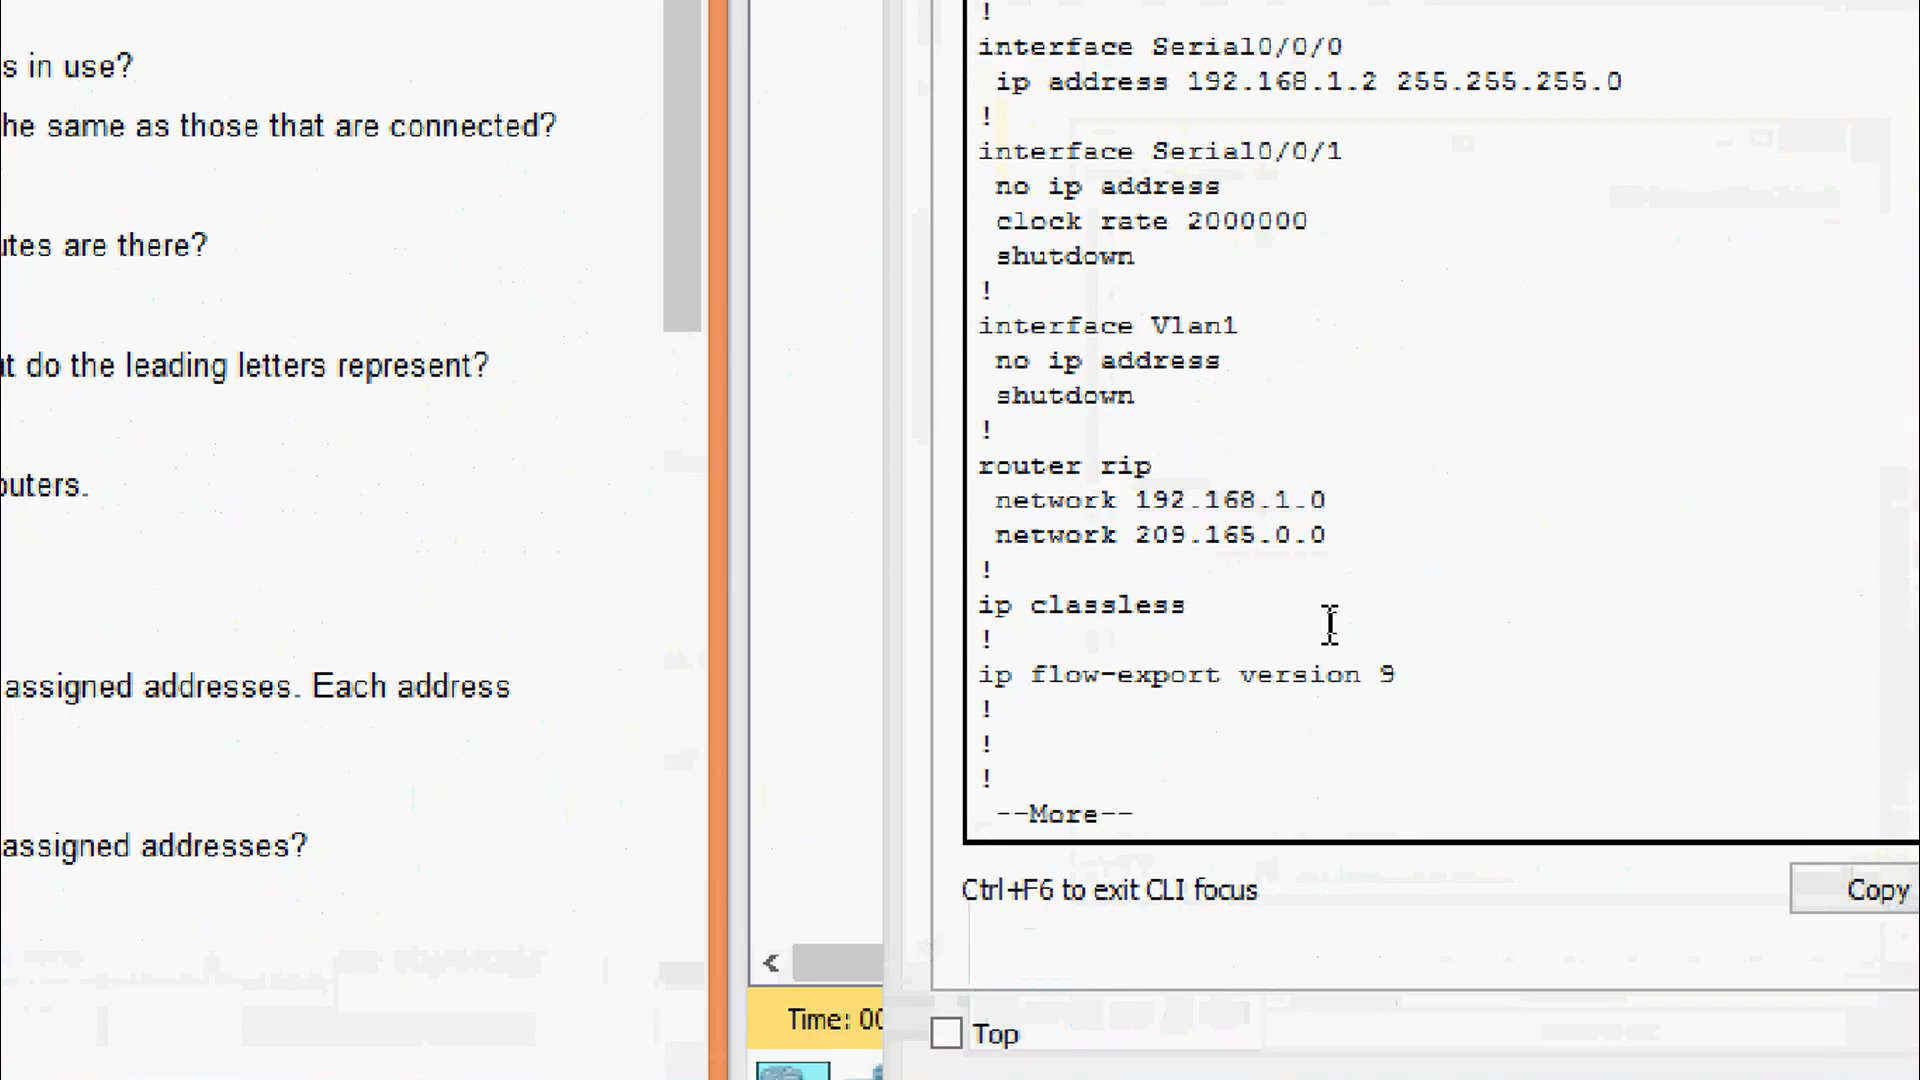 s in use?
he same as those that are connected?
utes are there?
t do the leading letters represent?
outers.
assigned addresses. Each address
assigned addresses?
!
interface Serial0/0/0
ip address 192.168.1.2 255.255.255.0
!
interface Serial0/0/1
no ip address
clock rate 2000000
shutdown
!
interface Vlan1
no ip address
shutdown
!
router rip
network 192.168.1.0
network 209.165.0.0
!
ip classless
!
ip flow-export version 9
!
!
!
--More--
Ctrl+F6 to exit CLI focus
Copy
<
Time: 00
Top